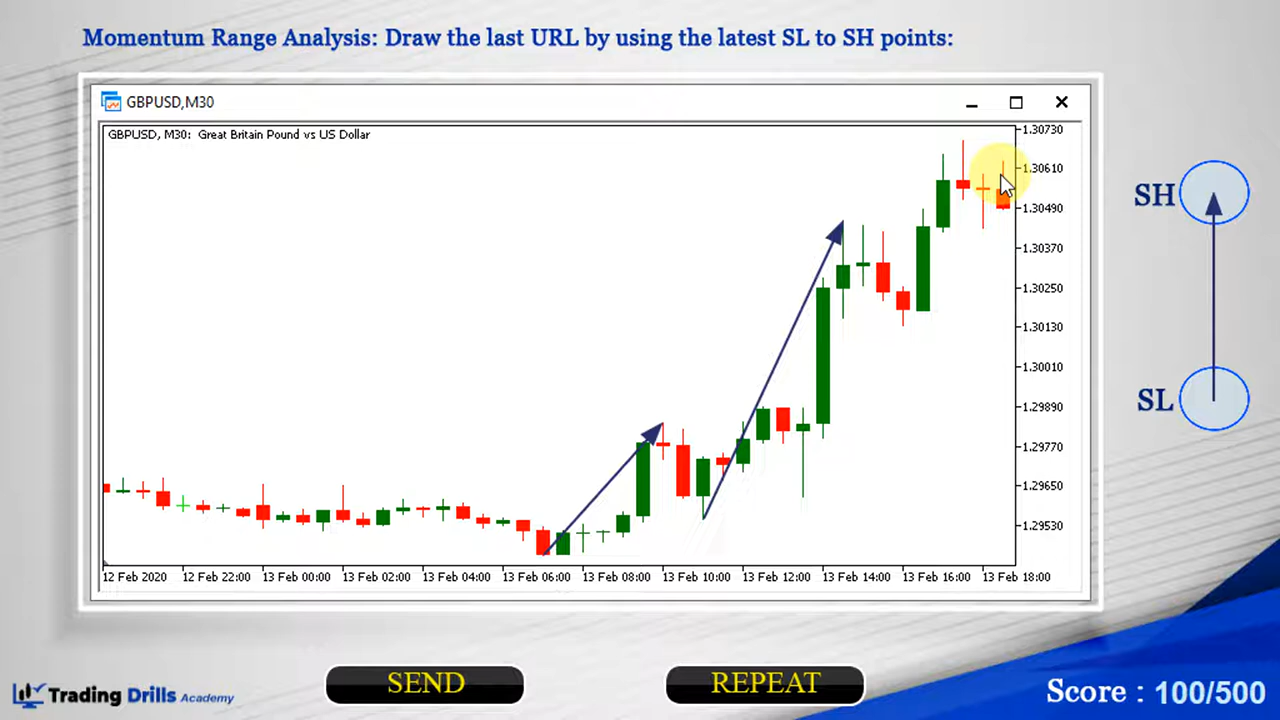 Momentum Range Analysis: Draw the last URL by using the latest SL to SH points:
GBPUSD,M30
GBPUSD, M30: Great Britain Pound vs US Dollar
1.30730
1.30610
1.30490
1.30370
1.30250
1.30130
1.30010
1.29890
1.29770
1.29650
1.29530
12 Feb 2020 12 Feb 22:00 13 Feb 00:00 13 Feb 02:00 13 Feb 04:00 13 Feb 06:00 13 Feb 08:00 13 Feb 10:00 13 Feb 12:00 13 Feb 14:00 13 Feb 16:00 13 Feb 18:00
SH
SL
SEND
REPEAT
Trading Drills Academy
Score : 100/500